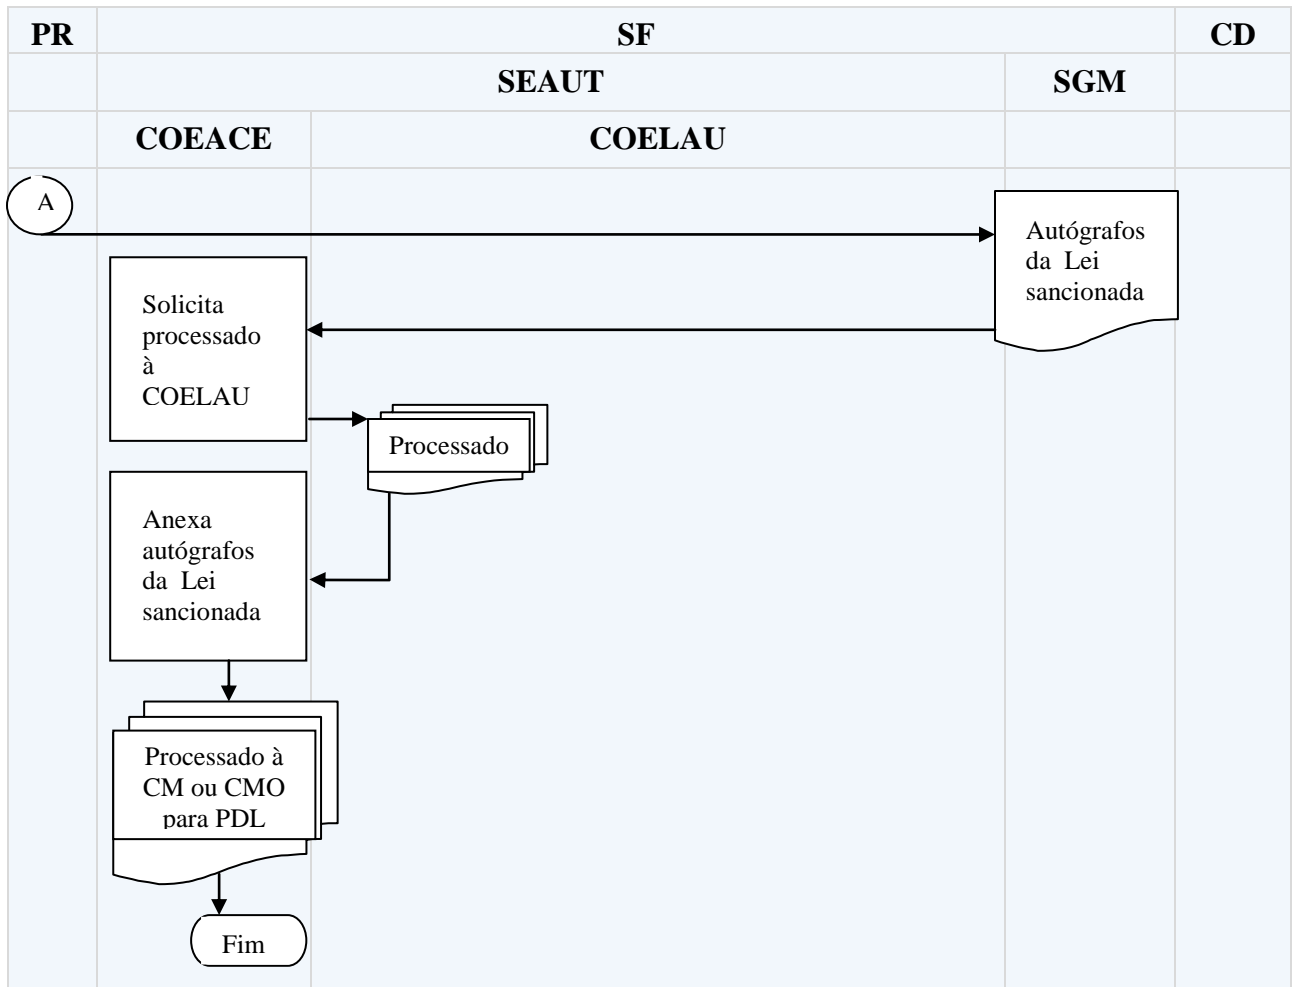 PR SF CD
SEAUT SGM
COEACE COELAU
A
Autógrafos
da Lei
sancionada
Solicita
processado
à
COELAU
Processado
Anexa
autógrafos
da Lei
sancionada
Processado à
CM ou CMO
para PDL
Fim